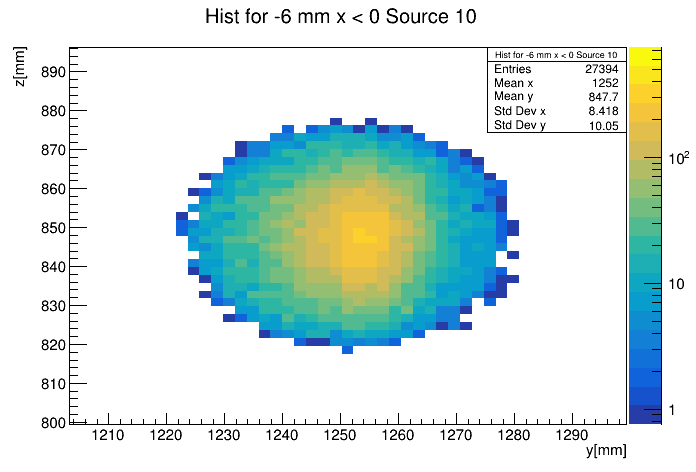 Hist for -6 mm x < 0 Source 10
z[mm]
890
880
870
860
850
840
830
820
810
800
1210 1220 1230 1240 1250 1260 1270 1280 1290
y[mm]
Hist for -6 mm x < 0 Source 10
Entries 27394
Mean x 1252
Mean y 847.7
Std Dev x 8.418
Std Dev y 10.05
10²
10
1